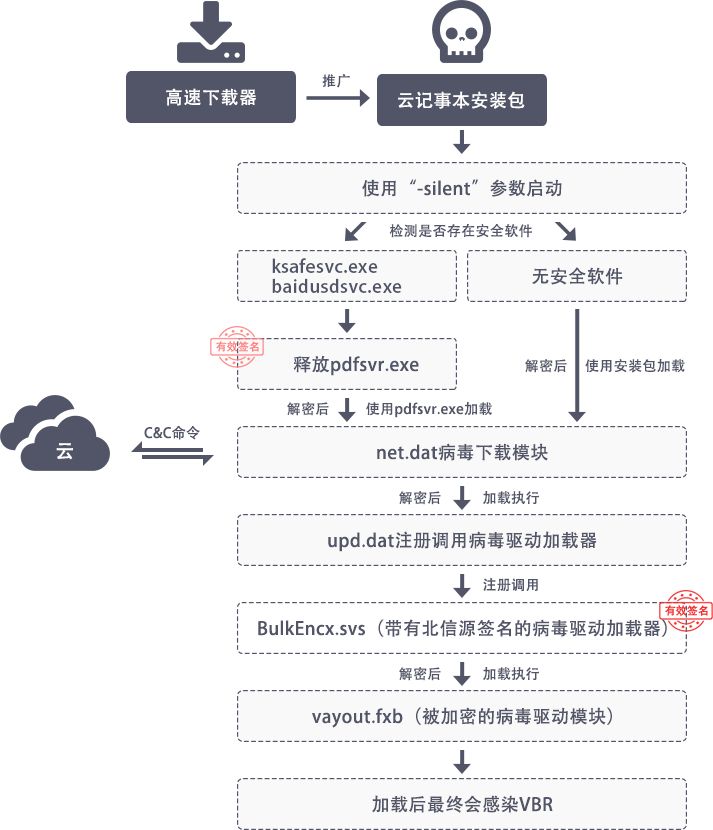 高速下载器
推广
云记事本安装包
使用“-silent”参数启动
检测是否存在安全软件
ksafesvc.exe
baidusdsvc.exe
无安全软件
有效签名
释放pdfsvr.exe
解密后
使用安装包加载
解密后
使用pdfsvr.exe加载
云
C&C命令
net.dat病毒下载模块
解密后
加载执行
upd.dat注册调用病毒驱动加载器
注册调用
有效签名
BulkEncx.svs（带有北信源签名的病毒驱动加载器）
解密后
加载执行
vayout.fxb（被加密的病毒驱动模块）
加载后最终会感染VBR